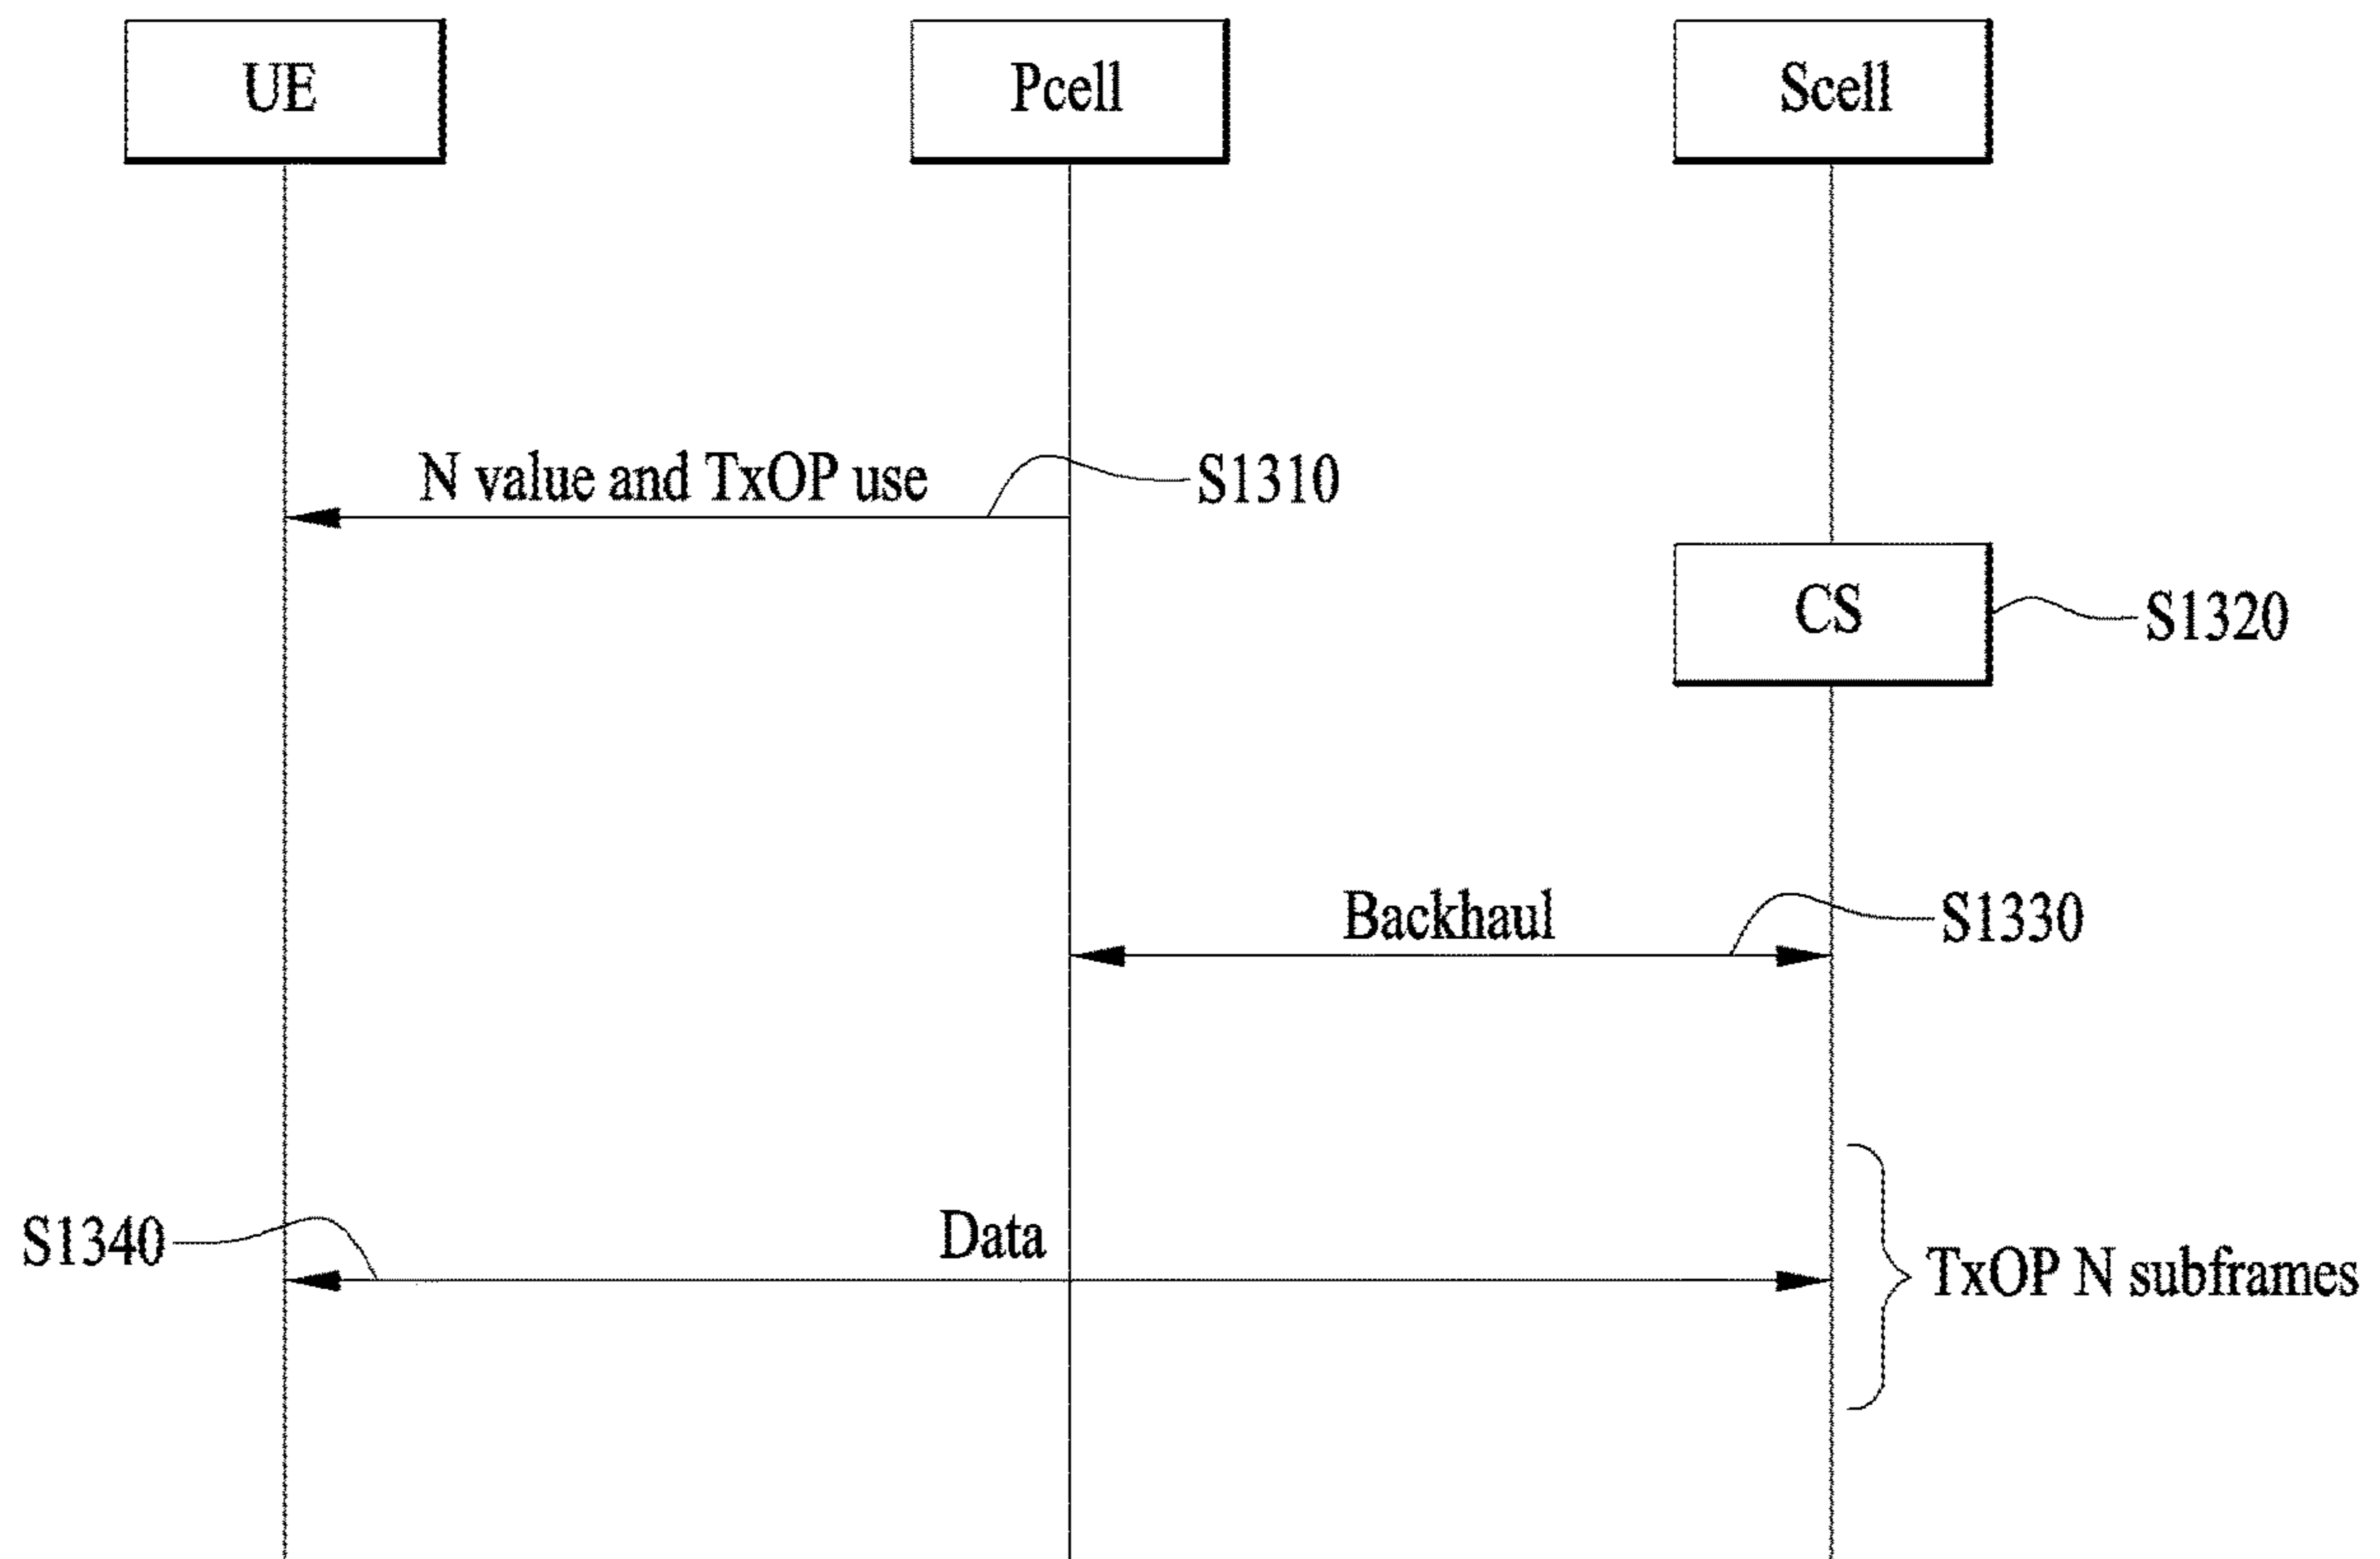 UE
Pcell
Scell
N value and TxOP use
S1310
CS
S1320
Backhaul
S1330
S1340
Data
TxOP N subframes